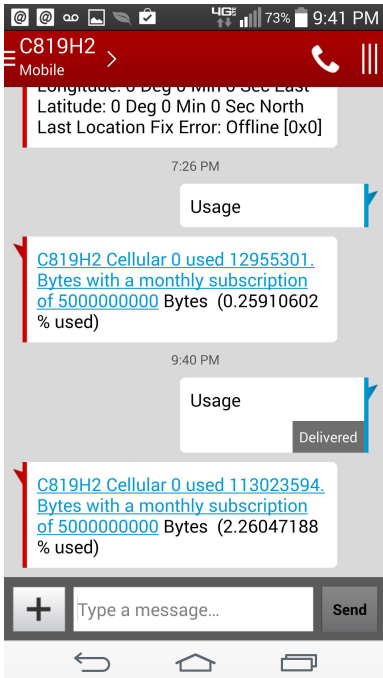 4G LTE 73% 9:41 PM
C819H2
Mobile
Longitude: 0 Deg 0 Min 0 Sec East
Latitude: 0 Deg 0 Min 0 Sec North
Last Location Fix Error: Offline [0x0]
7:26 PM
Usage
C819H2 Cellular 0 used 12955301.
Bytes with a monthly subscription
of 5000000000 Bytes (0.25910602
% used)
9:40 PM
Usage
Delivered
C819H2 Cellular 0 used 113023594.
Bytes with a monthly subscription
of 5000000000 Bytes (2.26047188
% used)
Type a message...
Send